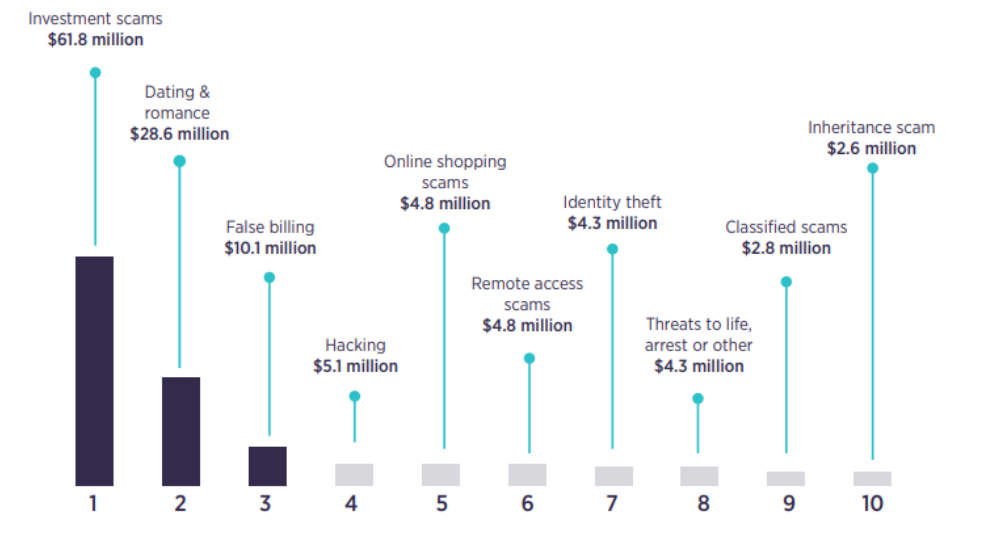 Investment scams
$61.8 million
Dating &
romance
$28.6 million
False billing
$10.1 million
Hacking
$5.1 million
Online shopping
scams
$4.8 million
Remote access
scams
$4.8 million
Identity theft
$4.3 million
Threats to life,
arrest or other
$4.3 million
Classified scams
$2.8 million
Inheritance scam
$2.6 million
1 2 3 4 5 6 7 8 9 10